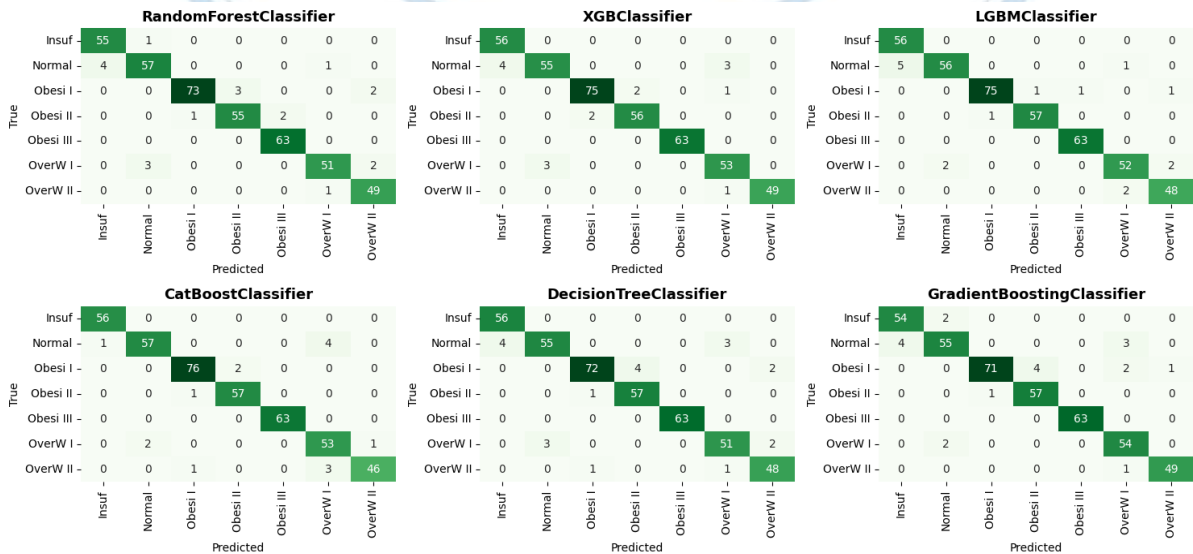 RandomForestClassifier
True
Insuf 55 1 0 0 0 0 0
Normal 4 57 0 0 0 1 0
Obesi I 0 0 73 3 0 0 2
Obesi II 0 0 1 55 2 0 0
Obesi III 0 0 0 0 63 0 0
OverW I 0 3 0 0 0 51 2
OverW II 0 0 0 0 0 1 49
Insuf Normal Obesi I Obesi II Obesi III OverW I OverW II
Predicted
XGBClassifier
True
Insuf 56 0 0 0 0 0 0
Normal 4 55 0 0 0 3 0
Obesi I 0 0 75 2 0 1 0
Obesi II 0 0 2 56 0 0 0
Obesi III 0 0 0 0 63 0 0
OverW I 0 3 0 0 0 53 0
OverW II 0 0 0 0 0 1 49
Insuf Normal Obesi I Obesi II Obesi III OverW I OverW II
Predicted
LGBMClassifier
True
Insuf 56 0 0 0 0 0 0
Normal 5 56 0 0 0 1 0
Obesi I 0 0 75 1 1 0 1
Obesi II 0 0 1 57 0 0 0
Obesi III 0 0 0 0 63 0 0
OverW I 0 2 0 0 0 52 2
OverW II 0 0 0 0 0 2 48
Insuf Normal Obesi I Obesi II Obesi III OverW I OverW II
Predicted
CatBoostClassifier
True
Insuf 56 0 0 0 0 0 0
Normal 1 57 0 0 0 4 0
Obesi I 0 0 76 2 0 0 0
Obesi II 0 0 1 57 0 0 0
Obesi III 0 0 0 0 63 0 0
OverW I 0 2 0 0 0 53 1
OverW II 0 0 1 0 0 3 46
Insuf Normal Obesi I Obesi II Obesi III OverW I OverW II
Predicted
DecisionTreeClassifier
True
Insuf 56 0 0 0 0 0 0
Normal 4 55 0 0 0 3 0
Obesi I 0 0 72 4 0 0 2
Obesi II 0 0 1 57 0 0 0
Obesi III 0 0 0 0 63 0 0
OverW I 0 3 0 0 0 51 2
OverW II 0 0 1 0 0 1 48
Insuf Normal Obesi I Obesi II Obesi III OverW I OverW II
Predicted
GradientBoostingClassifier
True
Insuf 54 2 0 0 0 0 0
Normal 4 55 0 0 0 3 0
Obesi I 0 0 71 4 0 2 1
Obesi II 0 0 1 57 0 0 0
Obesi III 0 0 0 0 63 0 0
OverW I 0 2 0 0 0 54 0
OverW II 0 0 0 0 0 1 49
Insuf Normal Obesi I Obesi II Obesi III OverW I OverW II
Predicted